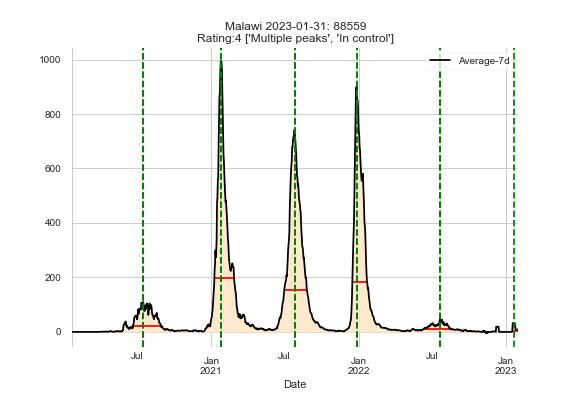 Malawi 2023-01-31: 88559
Rating:4 ['Multiple peaks', 'In control']
Average-7d
1000
800
600
400
200
0
Jul
Jan
2021
Jul
Jan
2022
Jul
Jan
2023
Date